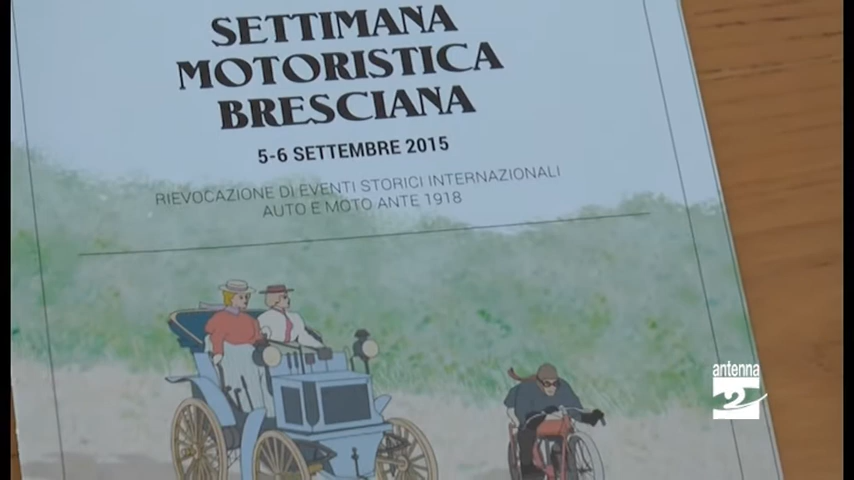 SETTIMANA
MOTORISTICA
BRESCIANA
5-6 SETTEMBRE 2015
RIEVOCAZIONE DI EVENTI STORICI INTERNAZIONALI
AUTO E MOTO ANTE 1918
antenna
2